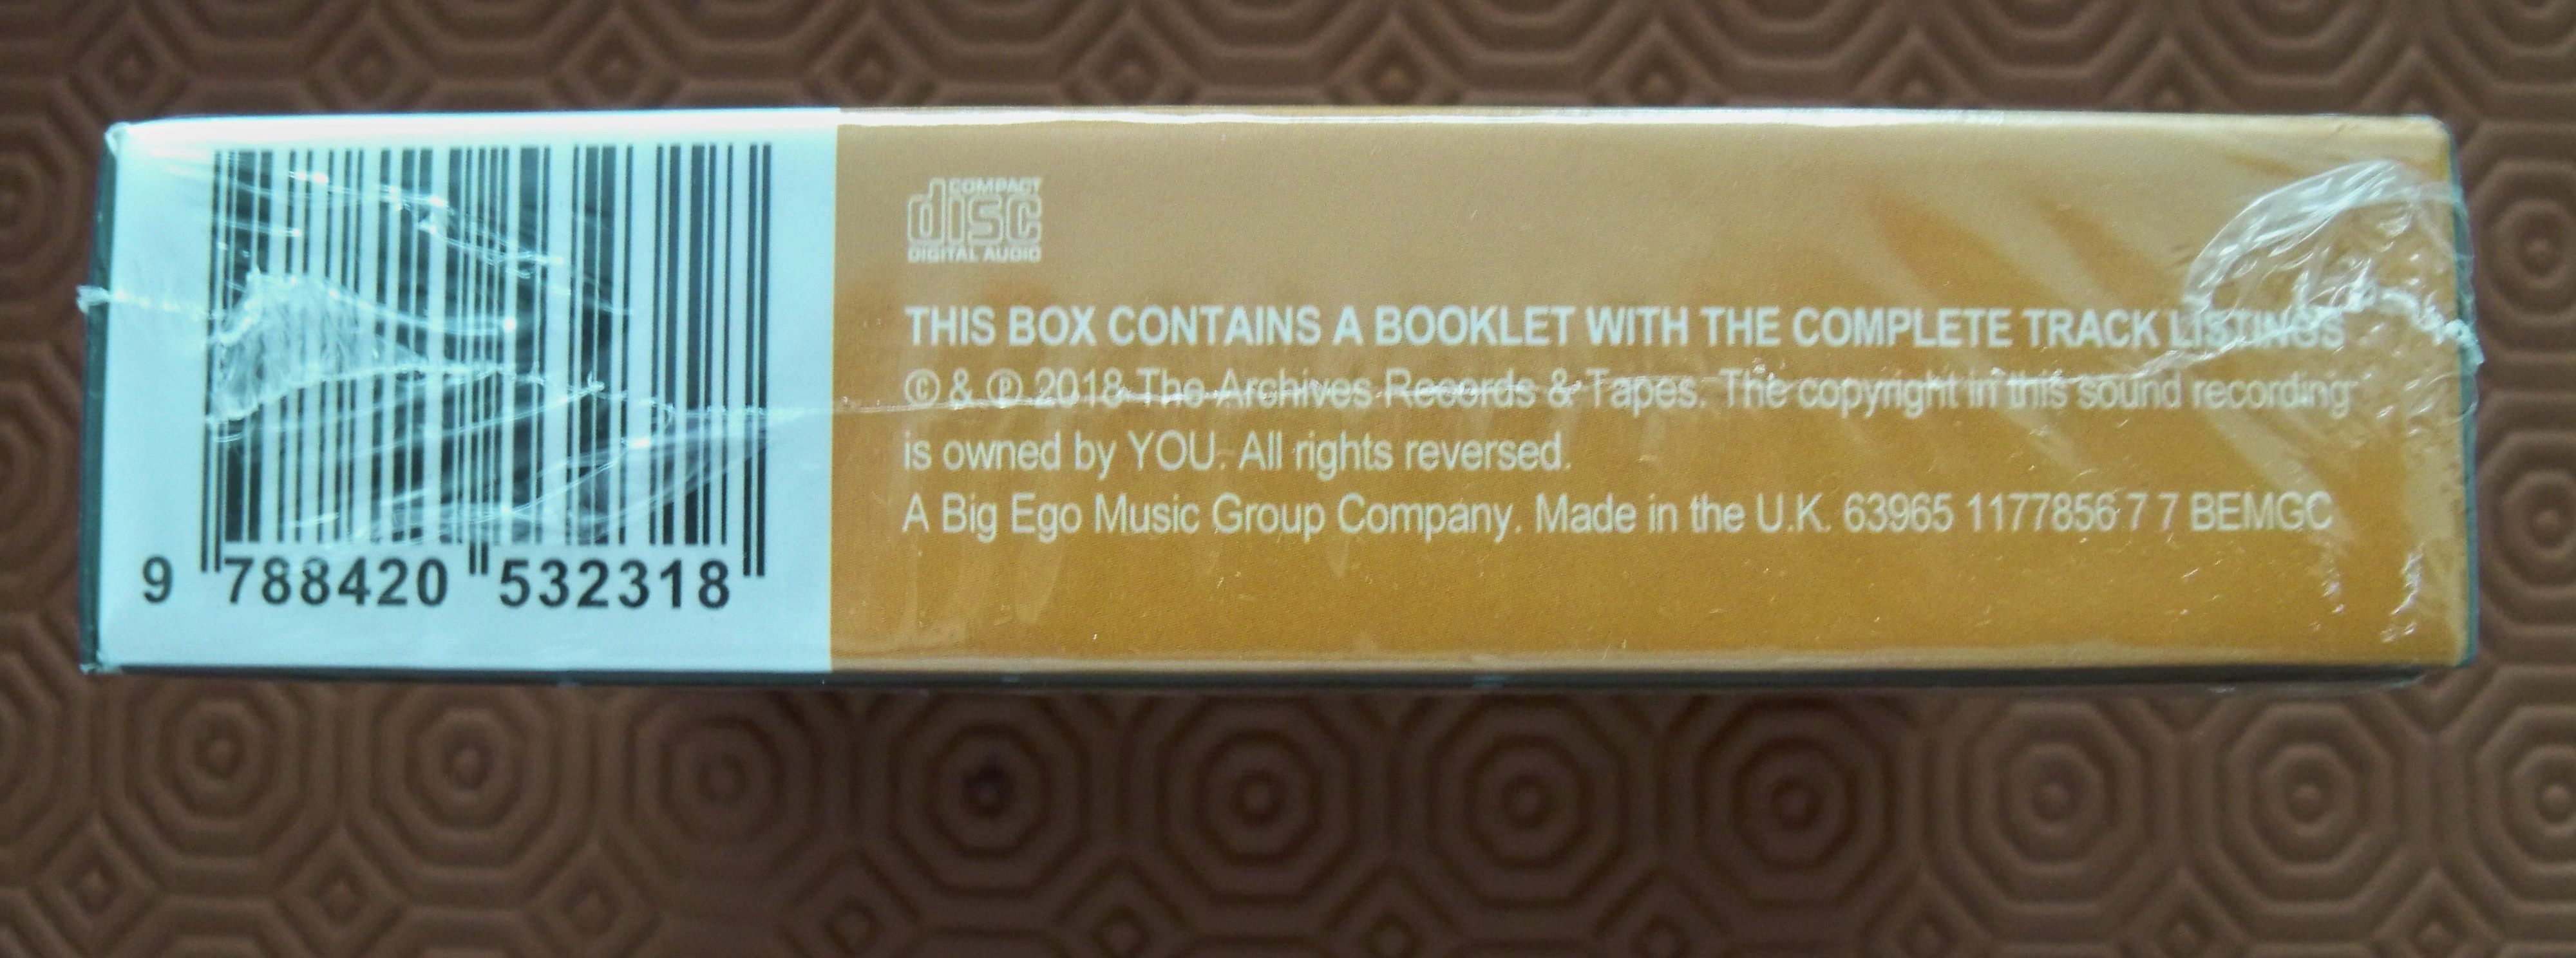 COMPACT
disc
DIGITAL AUDIO
THIS BOX CONTAINS A BOOKLET WITH THE COMPLETE TRACK LISTINGS
© & ℗ 2018 The Archives Records & Tapes. The copyright in this sound recording
is owned by YOU. All rights reversed.
A Big Ego Music Group Company. Made in the U.K. 63965 1177856 7 7 BEMGC
9 788420 532318